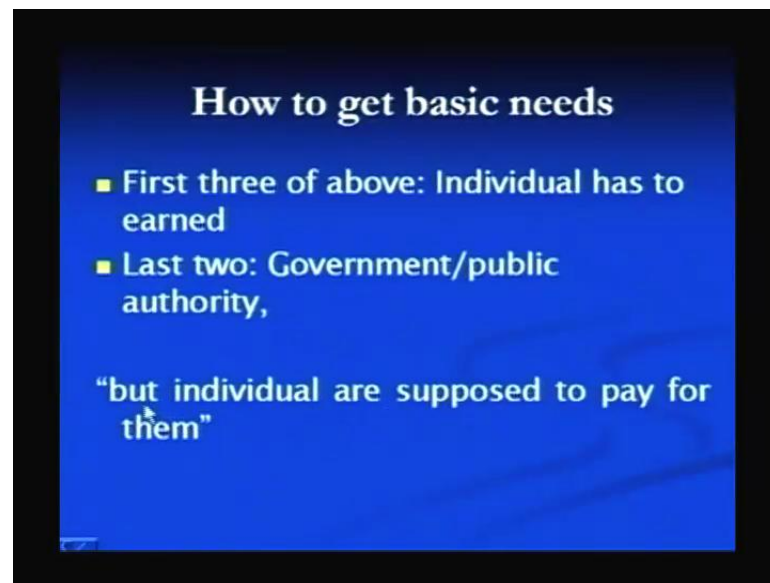 How to get basic needs
First three of above: Individual has to
earned
Last two: Government/public
authority,
“but individual are supposed to pay for
them”